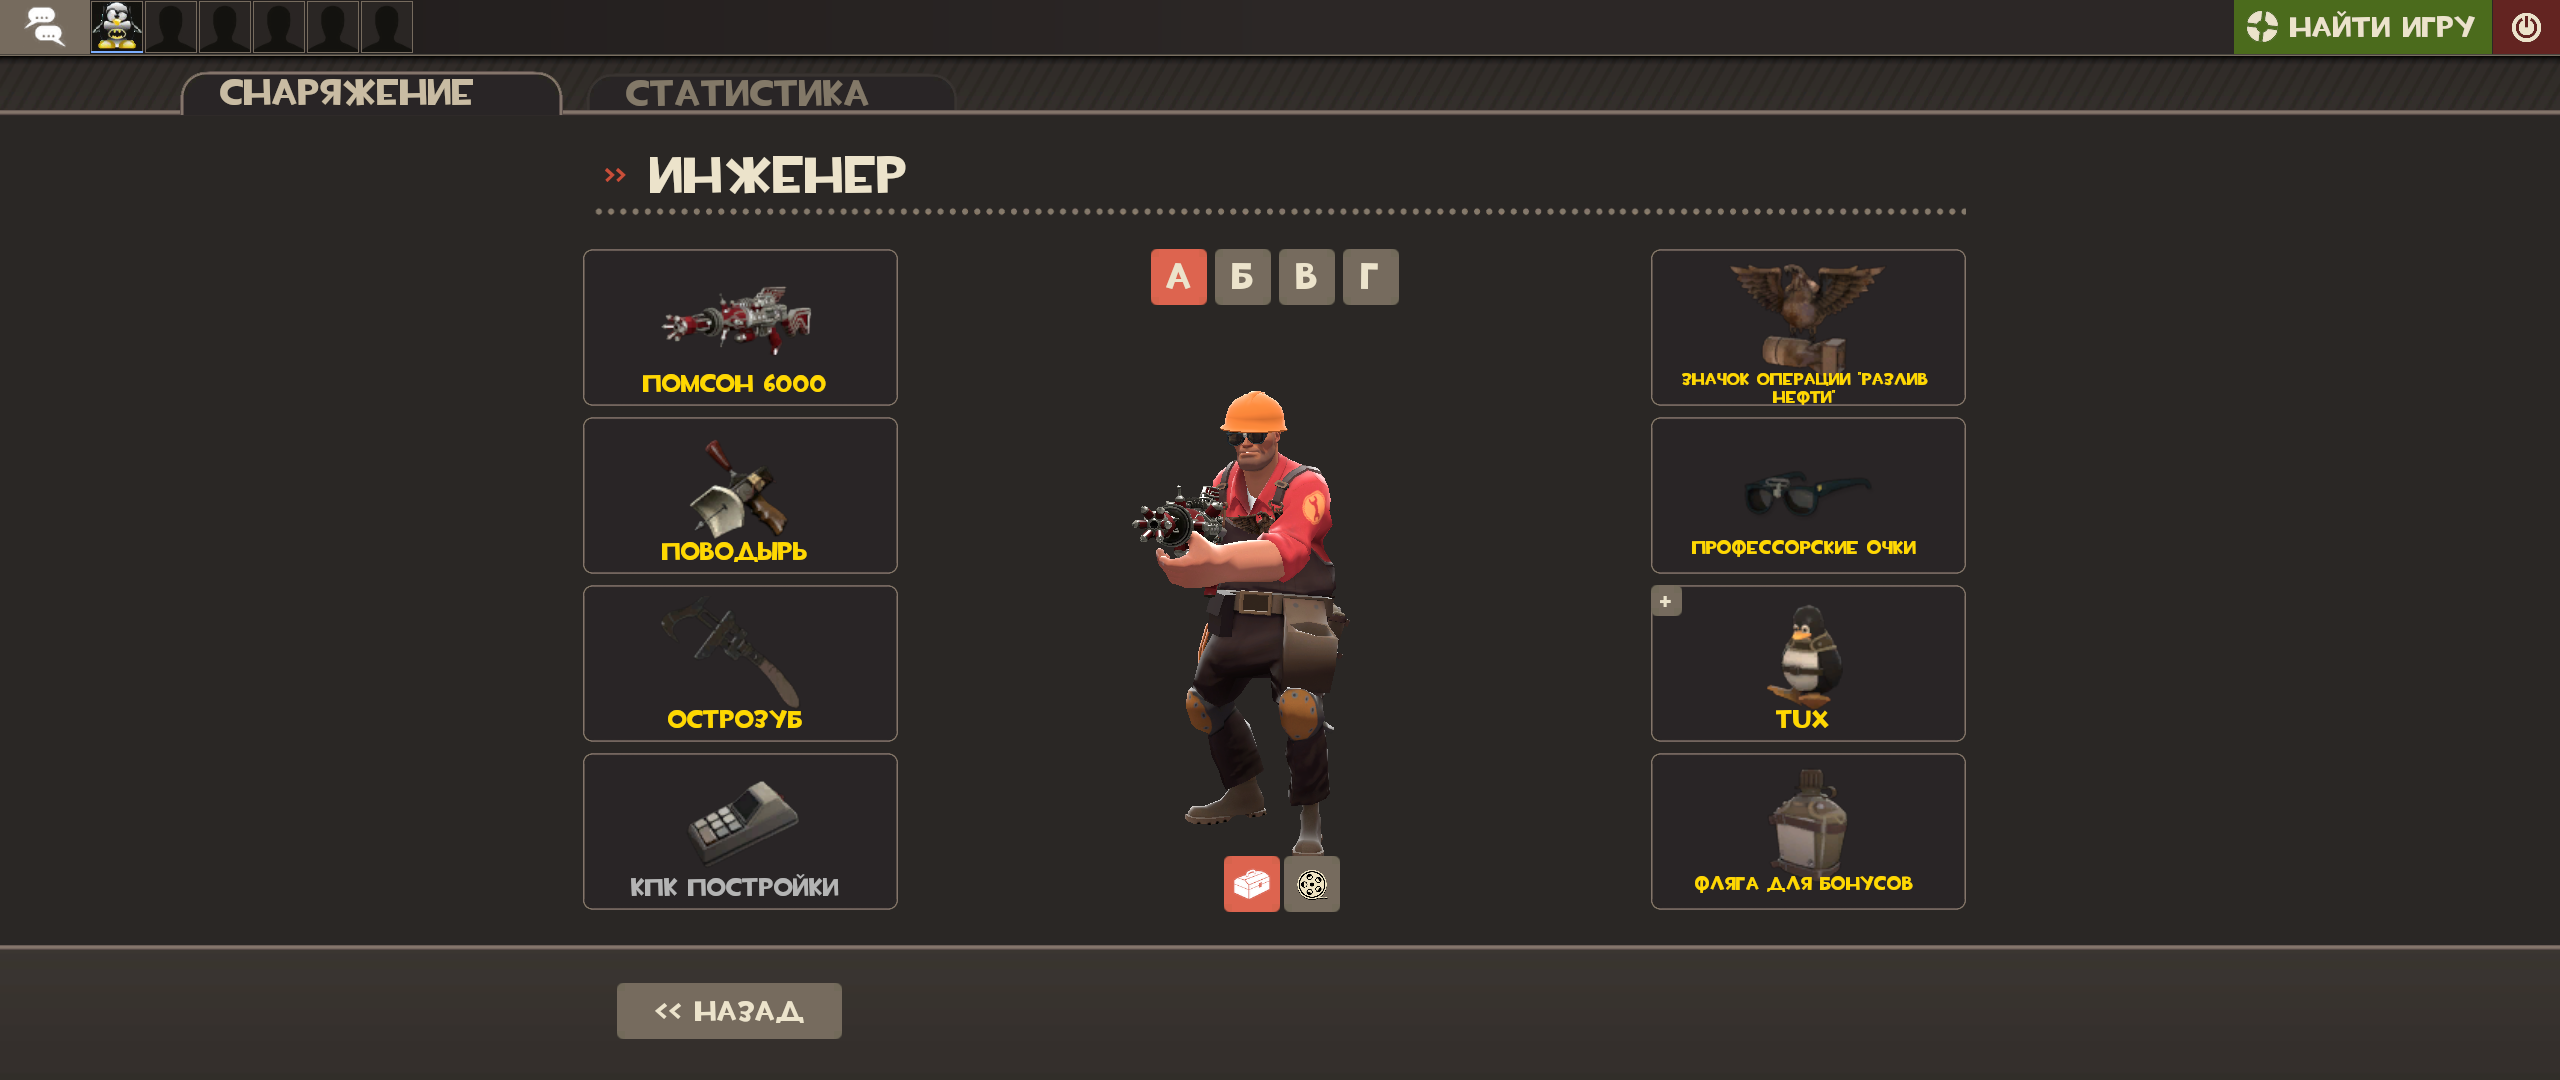 НАЙТИ ИГРУ
СНАРЯЖЕНИЕ
СТАТИСТИКА
>> ИНЖЕНЕР
А Б В Г
ПОМСОН 6000
ПОВОДЫРЬ
ОСТРОЗУБ
КПК ПОСТРОЙКИ
ЗНАЧОК ОПЕРАЦИИ "РАЗЛИВ
НЕФТИ"
ПРОФЕССОРСКИЕ ОЧКИ
+
TUX
ФЛЯГА ДЛЯ БОНУСОВ
<< НАЗАД